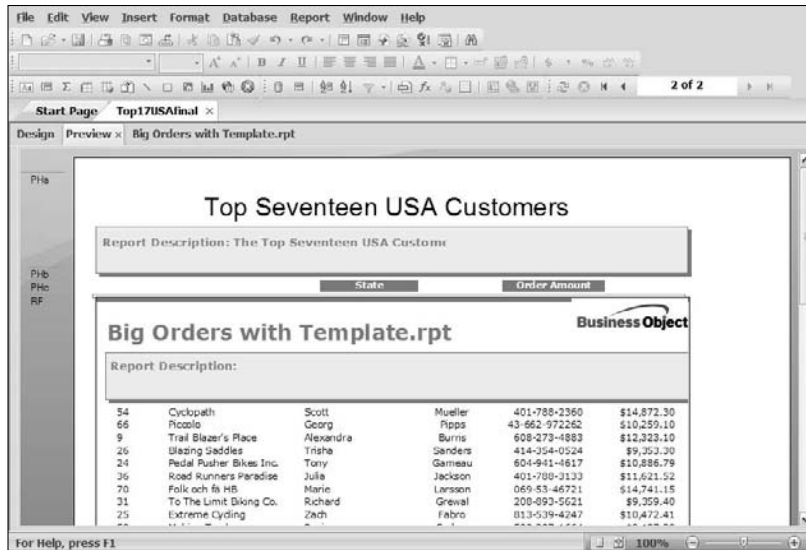 File Edit View Insert Format Database Report Window Help
2 of 2
Start Page Top17USAfinal ×
Design Preview × Big Orders with Template.rpt
PHa
Top Seventeen USA Customers
Report Description: The Top Seventeen USA Custome
PHb
PHc
State Order Amount
RF
Business Object
Big Orders with Template.rpt
Report Description:
54 Cyclopath Scott Mueller 401-788-2360 $14,872.30
66 Piccolo Georg Pipps 43-662-972262 $10,259.10
9 Trail Blazer's Place Alexandra Burns 608-273-4883 $12,323.10
26 Blazing Saddles Trisha Sanders 414-354-0524 $9,353.30
24 Pedal Pusher Bikes Inc. Tony Gameau 604-941-4617 $10,886.79
36 Road Runners Paradise Julia Jackson 401-788-3133 $11,621.52
70 Folk och fä HB Marie Larsson 069-53-46721 $14,741.15
31 To The Limit Biking Co. Richard Grewal 208-893-5621 $9,359.40
25 Extreme Cycling Zach Fabro 813-539-4247 $10,472.41
For Help, press F1
100%